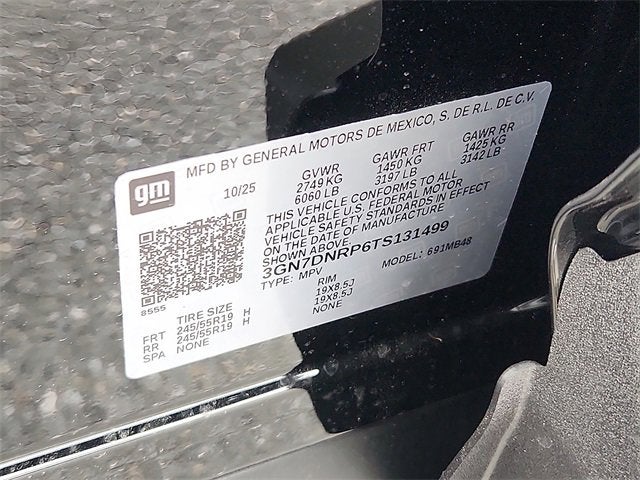 gm
MFD BY GENERAL MOTORS DE MEXICO, S. DE R.L. DE C.V.
10/25 GVWR GAWR FRT GAWR RR
2749 KG 1450 KG 1425 KG
6060 LB 3197 LB 3142 LB
THIS VEHICLE CONFORMS TO ALL
APPLICABLE U.S. FEDERAL MOTOR
VEHICLE SAFETY STANDARDS IN EFFECT
ON THE DATE OF MANUFACTURE
SHOWN ABOVE.
3GN7DNRP6TS131499
TYPE: MPV MODEL: 691MB48
8555
TIRE SIZE RIM
FRT 245/55R19 H 19X8.5J
RR 245/55R19 H 19X8.5J
SPA NONE NONE